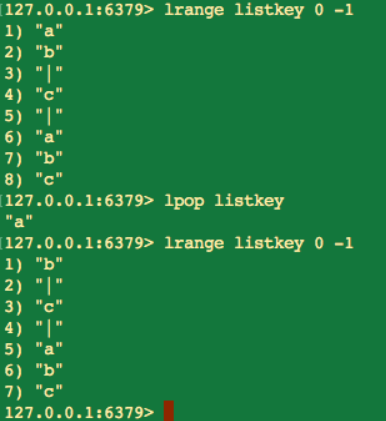 127.0.0.1:6379> lrange listkey 0 -1
1) "a"
2) "b"
3) "|"
4) "c"
5) "|"
6) "a"
7) "b"
8) "c"
127.0.0.1:6379> lpop listkey
"a"
127.0.0.1:6379> lrange listkey 0 -1
1) "b"
2) "|"
3) "c"
4) "|"
5) "a"
6) "b"
7) "c"
127.0.0.1:6379>